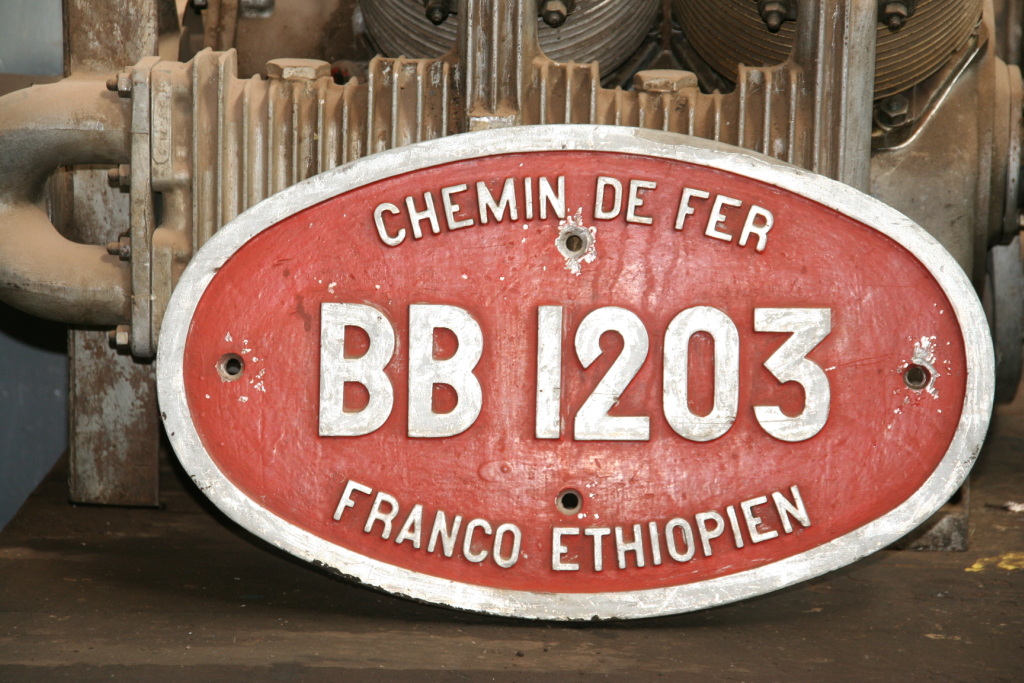 CHEMIN DE FER
BB 1203
FRANCO ETHIOPIEN